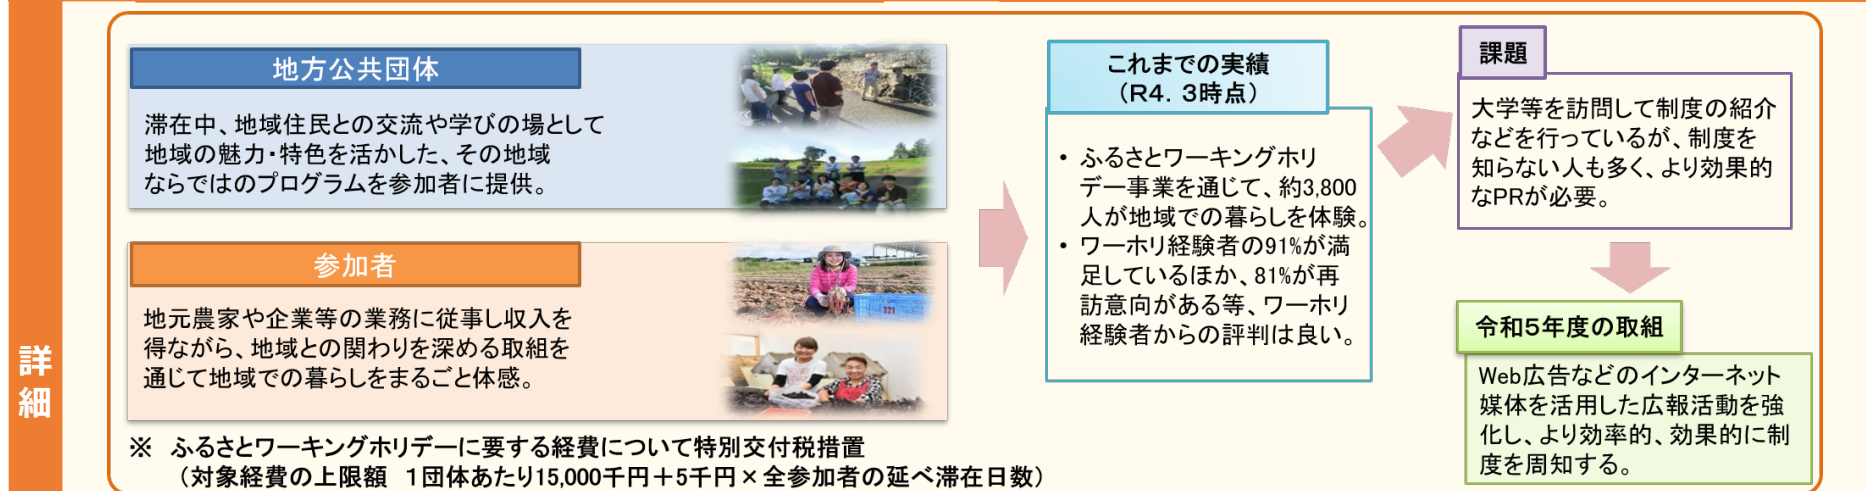 詳細
地方公共団体
滞在中、地域住民との交流や学びの場として
地域の魅力・特色を活かした、その地域
ならではのプログラムを参加者に提供。
参加者
地元農家や企業等の業務に従事し収入を
得ながら、地域との関わりを深める取組を
通じて地域での暮らしをまるごと体感。
※ ふるさとワーキングホリデーに要する経費について特別交付税措置
（対象経費の上限額 1団体あたり15,000千円＋5千円×全参加者の延べ滞在日数）
これまでの実績
（R4．3時点）
• ふるさとワーキングホリ
デー事業を通じて、約3,800
人が地域での暮らしを体験。
• ワーホリ経験者の91%が満
足しているほか、81%が再
訪意向がある等、ワーホリ
経験者からの評判は良い。
課題
大学等を訪問して制度の紹介
などを行っているが、制度を
知らない人も多く、より効果的
なPRが必要。
令和5年度の取組
Web広告などのインターネット
媒体を活用した広報活動を強
化し、より効率的、効果的に制
度を周知する。
321